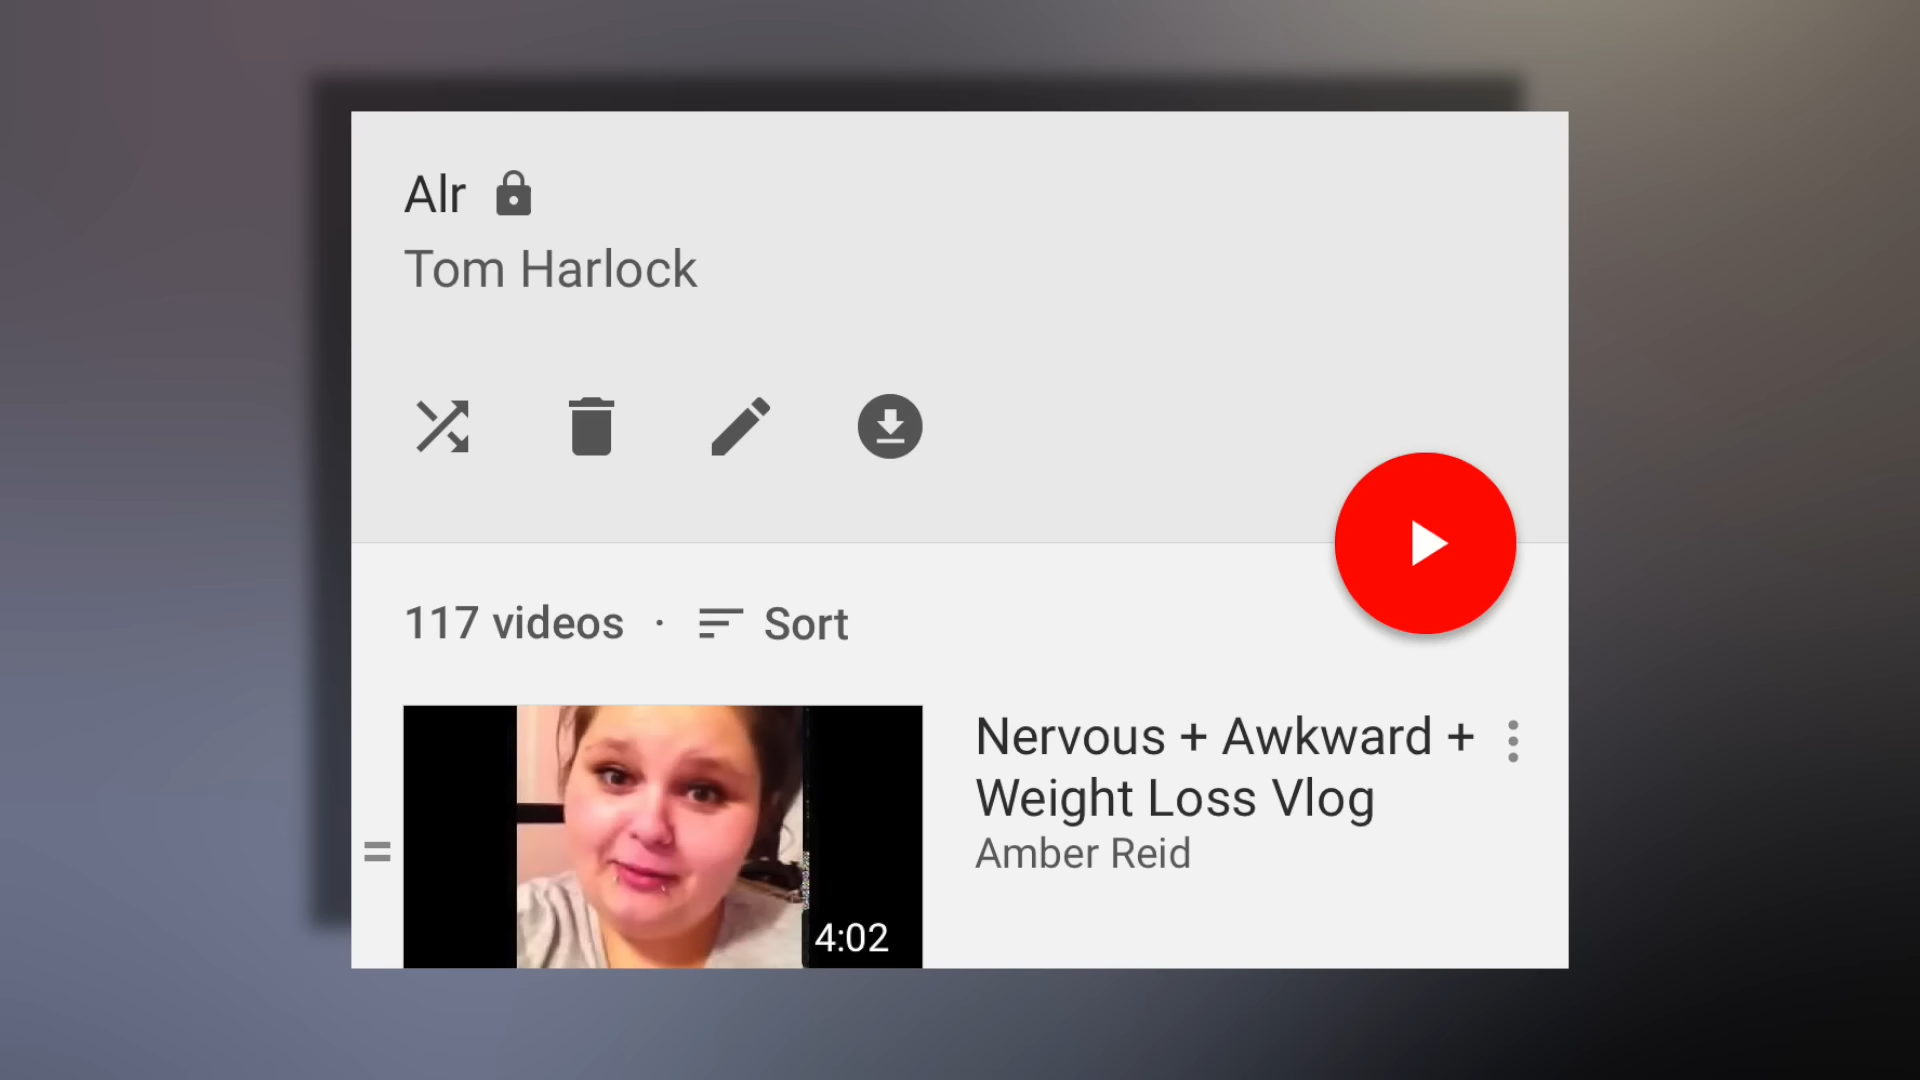 Alr
Tom Harlock
117 videos · Sort
Nervous + Awkward +
Weight Loss Vlog
Amber Reid
4:02